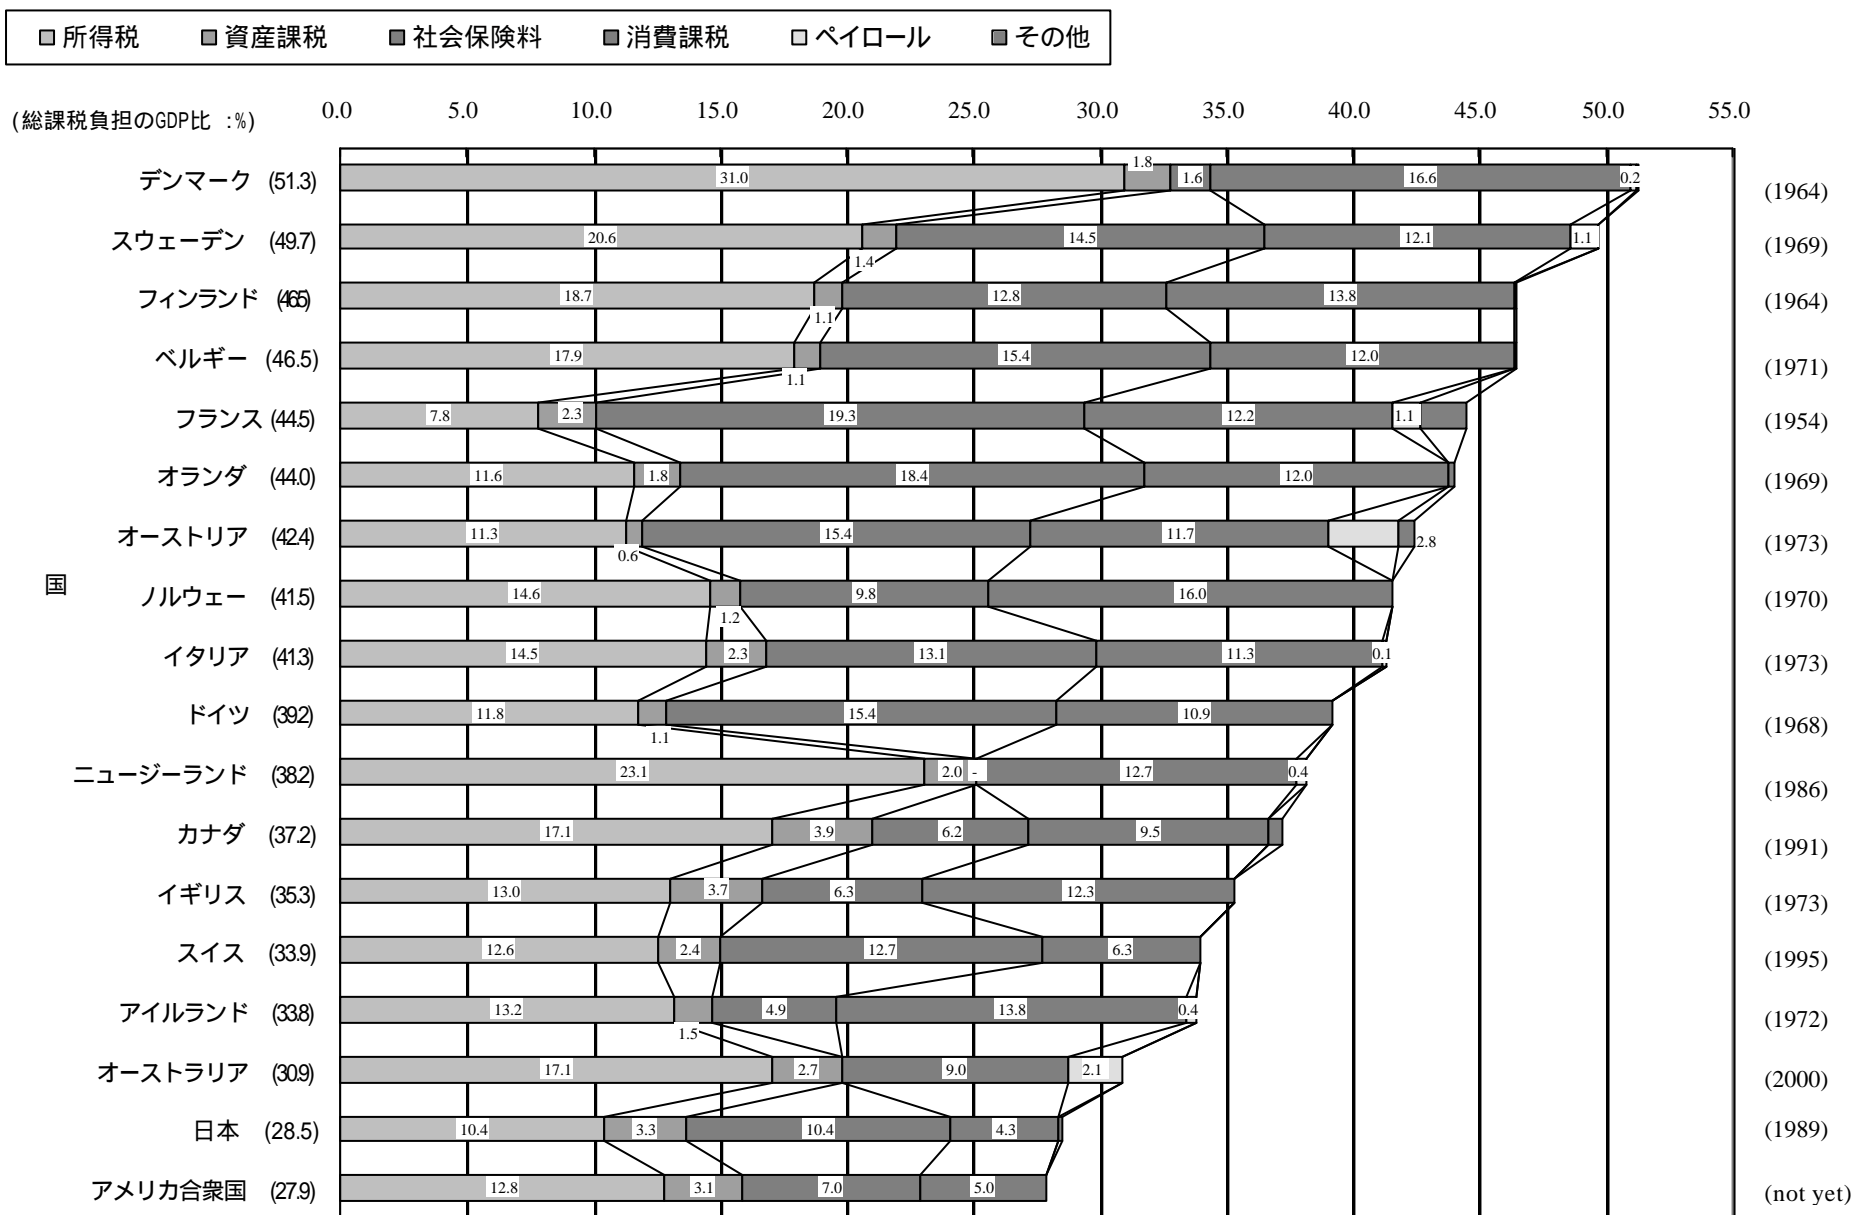 所得税 資産課税 社会保険料 消費課税 ペイロール その他
(総課税負担のGDP比 :%) 0.0 5.0 10.0 15.0 20.0 25.0 30.0 35.0 40.0 45.0 50.0 55.0
デンマーク (51.3) 31.0 1.8 1.6 16.6 0.2 (1964)
スウェーデン (49.7) 20.6 1.4 14.5 12.1 1.1 (1969)
フィンランド (46.5) 18.7 1.1 12.8 13.8 (1964)
ベルギー (46.5) 17.9 1.1 15.4 12.0 (1971)
フランス (44.5) 7.8 2.3 19.3 12.2 1.1 (1954)
オランダ (44.0) 11.6 1.8 18.4 12.0 (1969)
オーストリア (42.4) 11.3 0.6 15.4 11.7 2.8 (1973)
国
ノルウェー (41.5) 14.6 1.2 9.8 16.0 (1970)
イタリア (41.3) 14.5 2.3 13.1 11.3 0.1 (1973)
ドイツ (39.2) 11.8 1.1 15.4 10.9 (1968)
ニュージーランド (38.2) 23.1 2.0 - 12.7 0.4 (1986)
カナダ (37.2) 17.1 3.9 6.2 9.5 (1991)
イギリス (35.3) 13.0 3.7 6.3 12.3 (1973)
スイス (33.9) 12.6 2.4 12.7 6.3 (1995)
アイルランド (33.8) 13.2 1.5 4.9 13.8 0.4 (1972)
オーストラリア (30.9) 17.1 2.7 9.0 2.1 (2000)
日本 (28.5) 10.4 3.3 10.4 4.3 (1989)
アメリカ合衆国 (27.9) 12.8 3.1 7.0 5.0 (not yet)